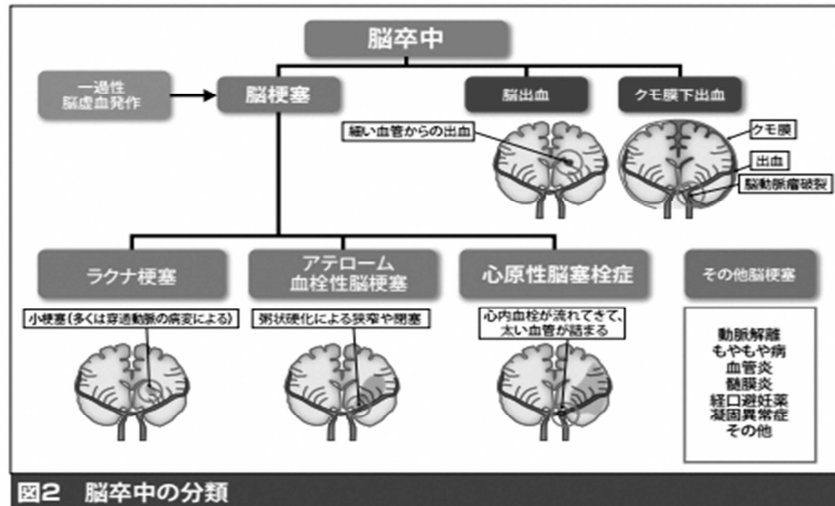 脳卒中
一過性
脳虚血発作
脳梗塞
脳出血
クモ膜下出血
細い血管からの出血
クモ膜
出血
脳動脈瘤破裂
ラクナ梗塞
アテローム
血栓性脳梗塞
心原性脳塞栓症
その他脳梗塞
小梗塞(多くは穿通動脈の病変による)
粥状硬化による狭窄や閉塞
心内血栓が流れてきて、
太い血管が詰まる
動脈解離
もやもや病
血管炎
髄膜炎
経口避妊薬
凝固異常症
その他
図2 脳卒中の分類